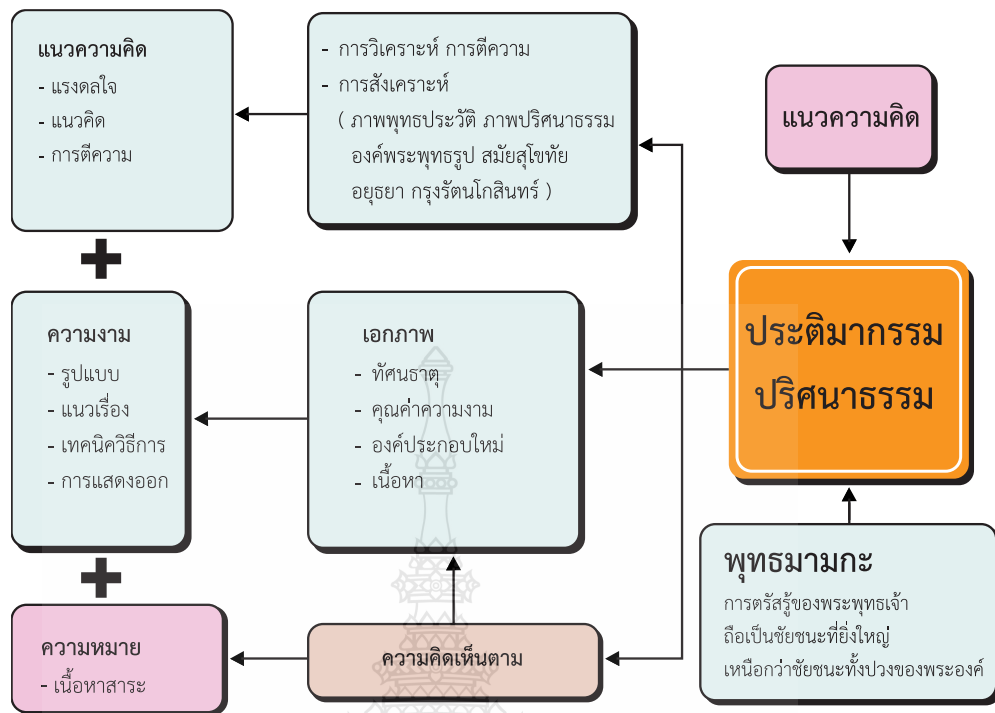 แนวความคิด
- แรงดลใจ
- แนวคิด
- การตีความ
- การวิเคราะห์ การตีความ
- การสังเคราะห์
( ภาพพุทธประวัติ ภาพปริศนาธรรม
องค์พระพุทธรูป สมัยสุโขทัย
อยุธยา กรุงรัตนโกสินทร์ )
แนวความคิด
ความงาม
- รูปแบบ
- แนวเรื่อง
- เทคนิควิธีการ
- การแสดงออก
เอกภาพ
- ทัศนธาตุ
- คุณค่าความงาม
- องค์ประกอบใหม่
- เนื้อหา
ประติมากรรม
ปริศนาธรรม
ความหมาย
- เนื้อหาสาระ
ความคิดเห็นตาม
พุทธมามกะ
การตรัสรู้ของพระพุทธเจ้า
ถือเป็นชัยชนะที่ยิ่งใหญ่
เหนือกว่าชัยชนะทั้งปวงของพระองค์